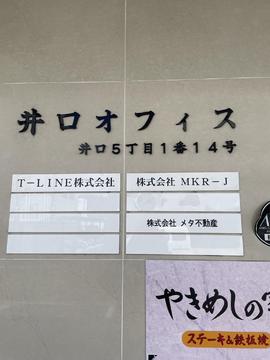 井口オフィス
井口5丁目1番14号
T-LINE株式会社
株式会社 MKR-J
株式会社 メタ不動産
やきめしの
ステーキ&鉄板焼